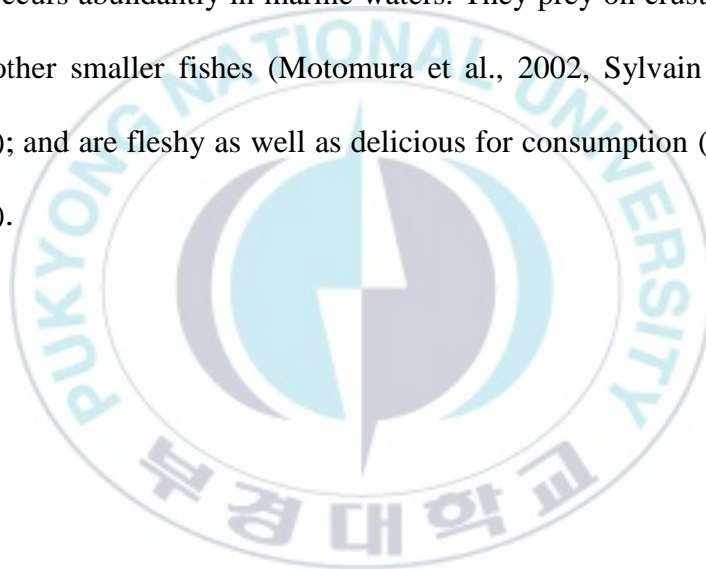 occurs abundantly in marine waters. They prey on crust
other smaller fishes (Motomura et al., 2002, Sylvain
); and are fleshy as well as delicious for consumption (
).
PUKYONG NATIONAL UNIVERSITY
부경대학교